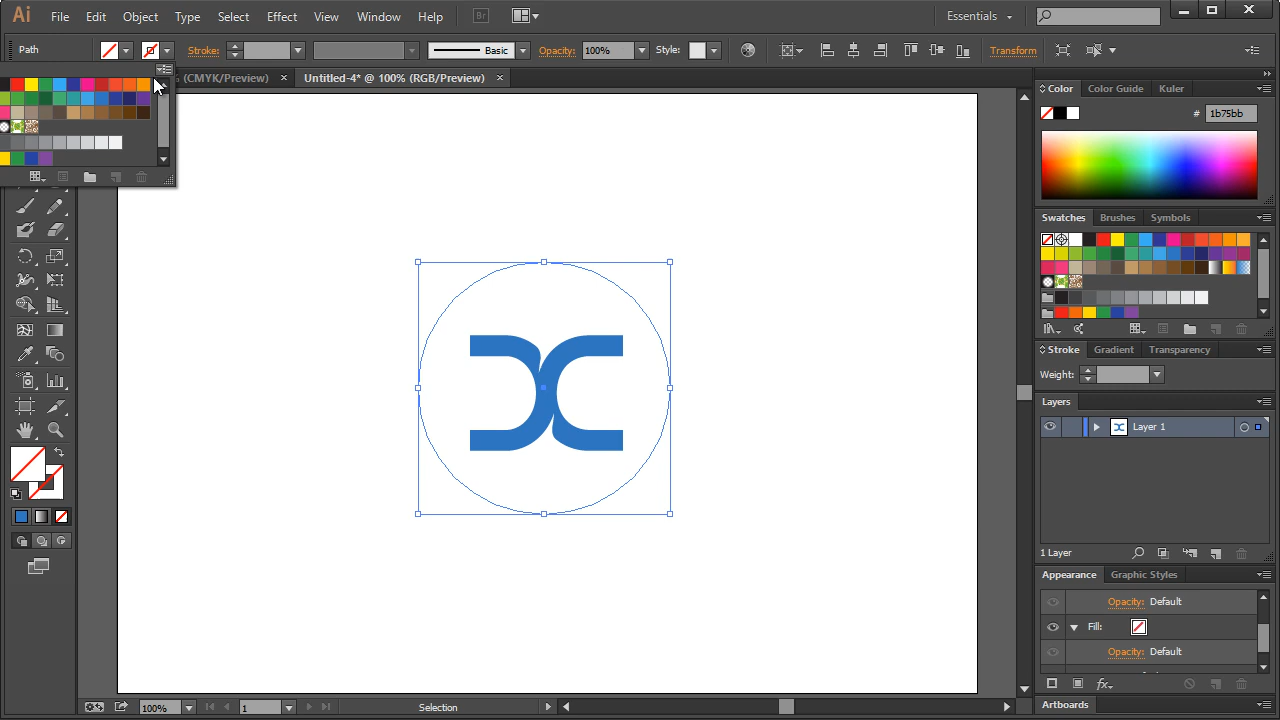 Ai File Edit Object Type Select Effect View Window Help Br Essentials
Path Stroke: Basic Opacity: 100% Style: Transform
(CMYK/Preview) × Untitled-4* @ 100% (RGB/Preview) ×
Color Color Guide Kuler
# 1b75bb
Swatches Brushes Symbols
Stroke Gradient Transparency
Weight:
Layers
Layer 1
1 Layer
Appearance Graphic Styles
Opacity: Default
Fill:
Opacity: Default
Artboards
100% 1 Selection